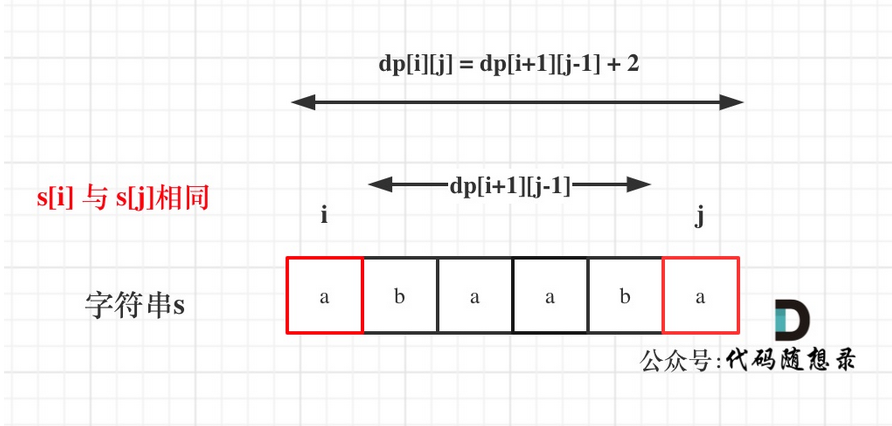 dp[i][j] = dp[i+1][j-1] + 2
dp[i+1][j-1]
s[i] 与 s[j]相同
i
j
字符串s
a b a a b a
公众号:代码随想录